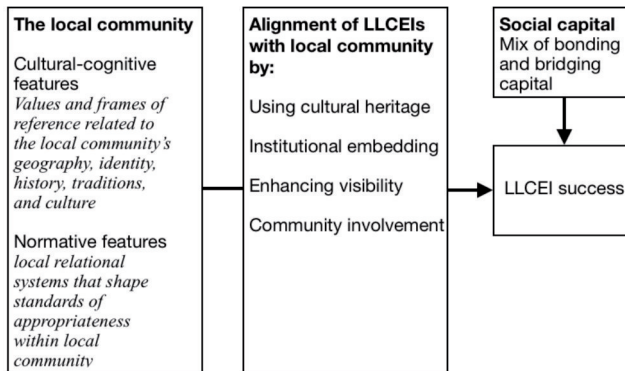 The local community
Cultural-cognitive
features
Values and frames of
reference related to
the local community's
geography, identity,
history, traditions,
and culture
Normative features
local relational
systems that shape
standards of
appropriateness
within local
community
Alignment of LLCEIs
with local community
by:
Using cultural heritage
Institutional embedding
Enhancing visibility
Community involvement
Social capital
Mix of bonding
and bridging
capital
LLCEI success